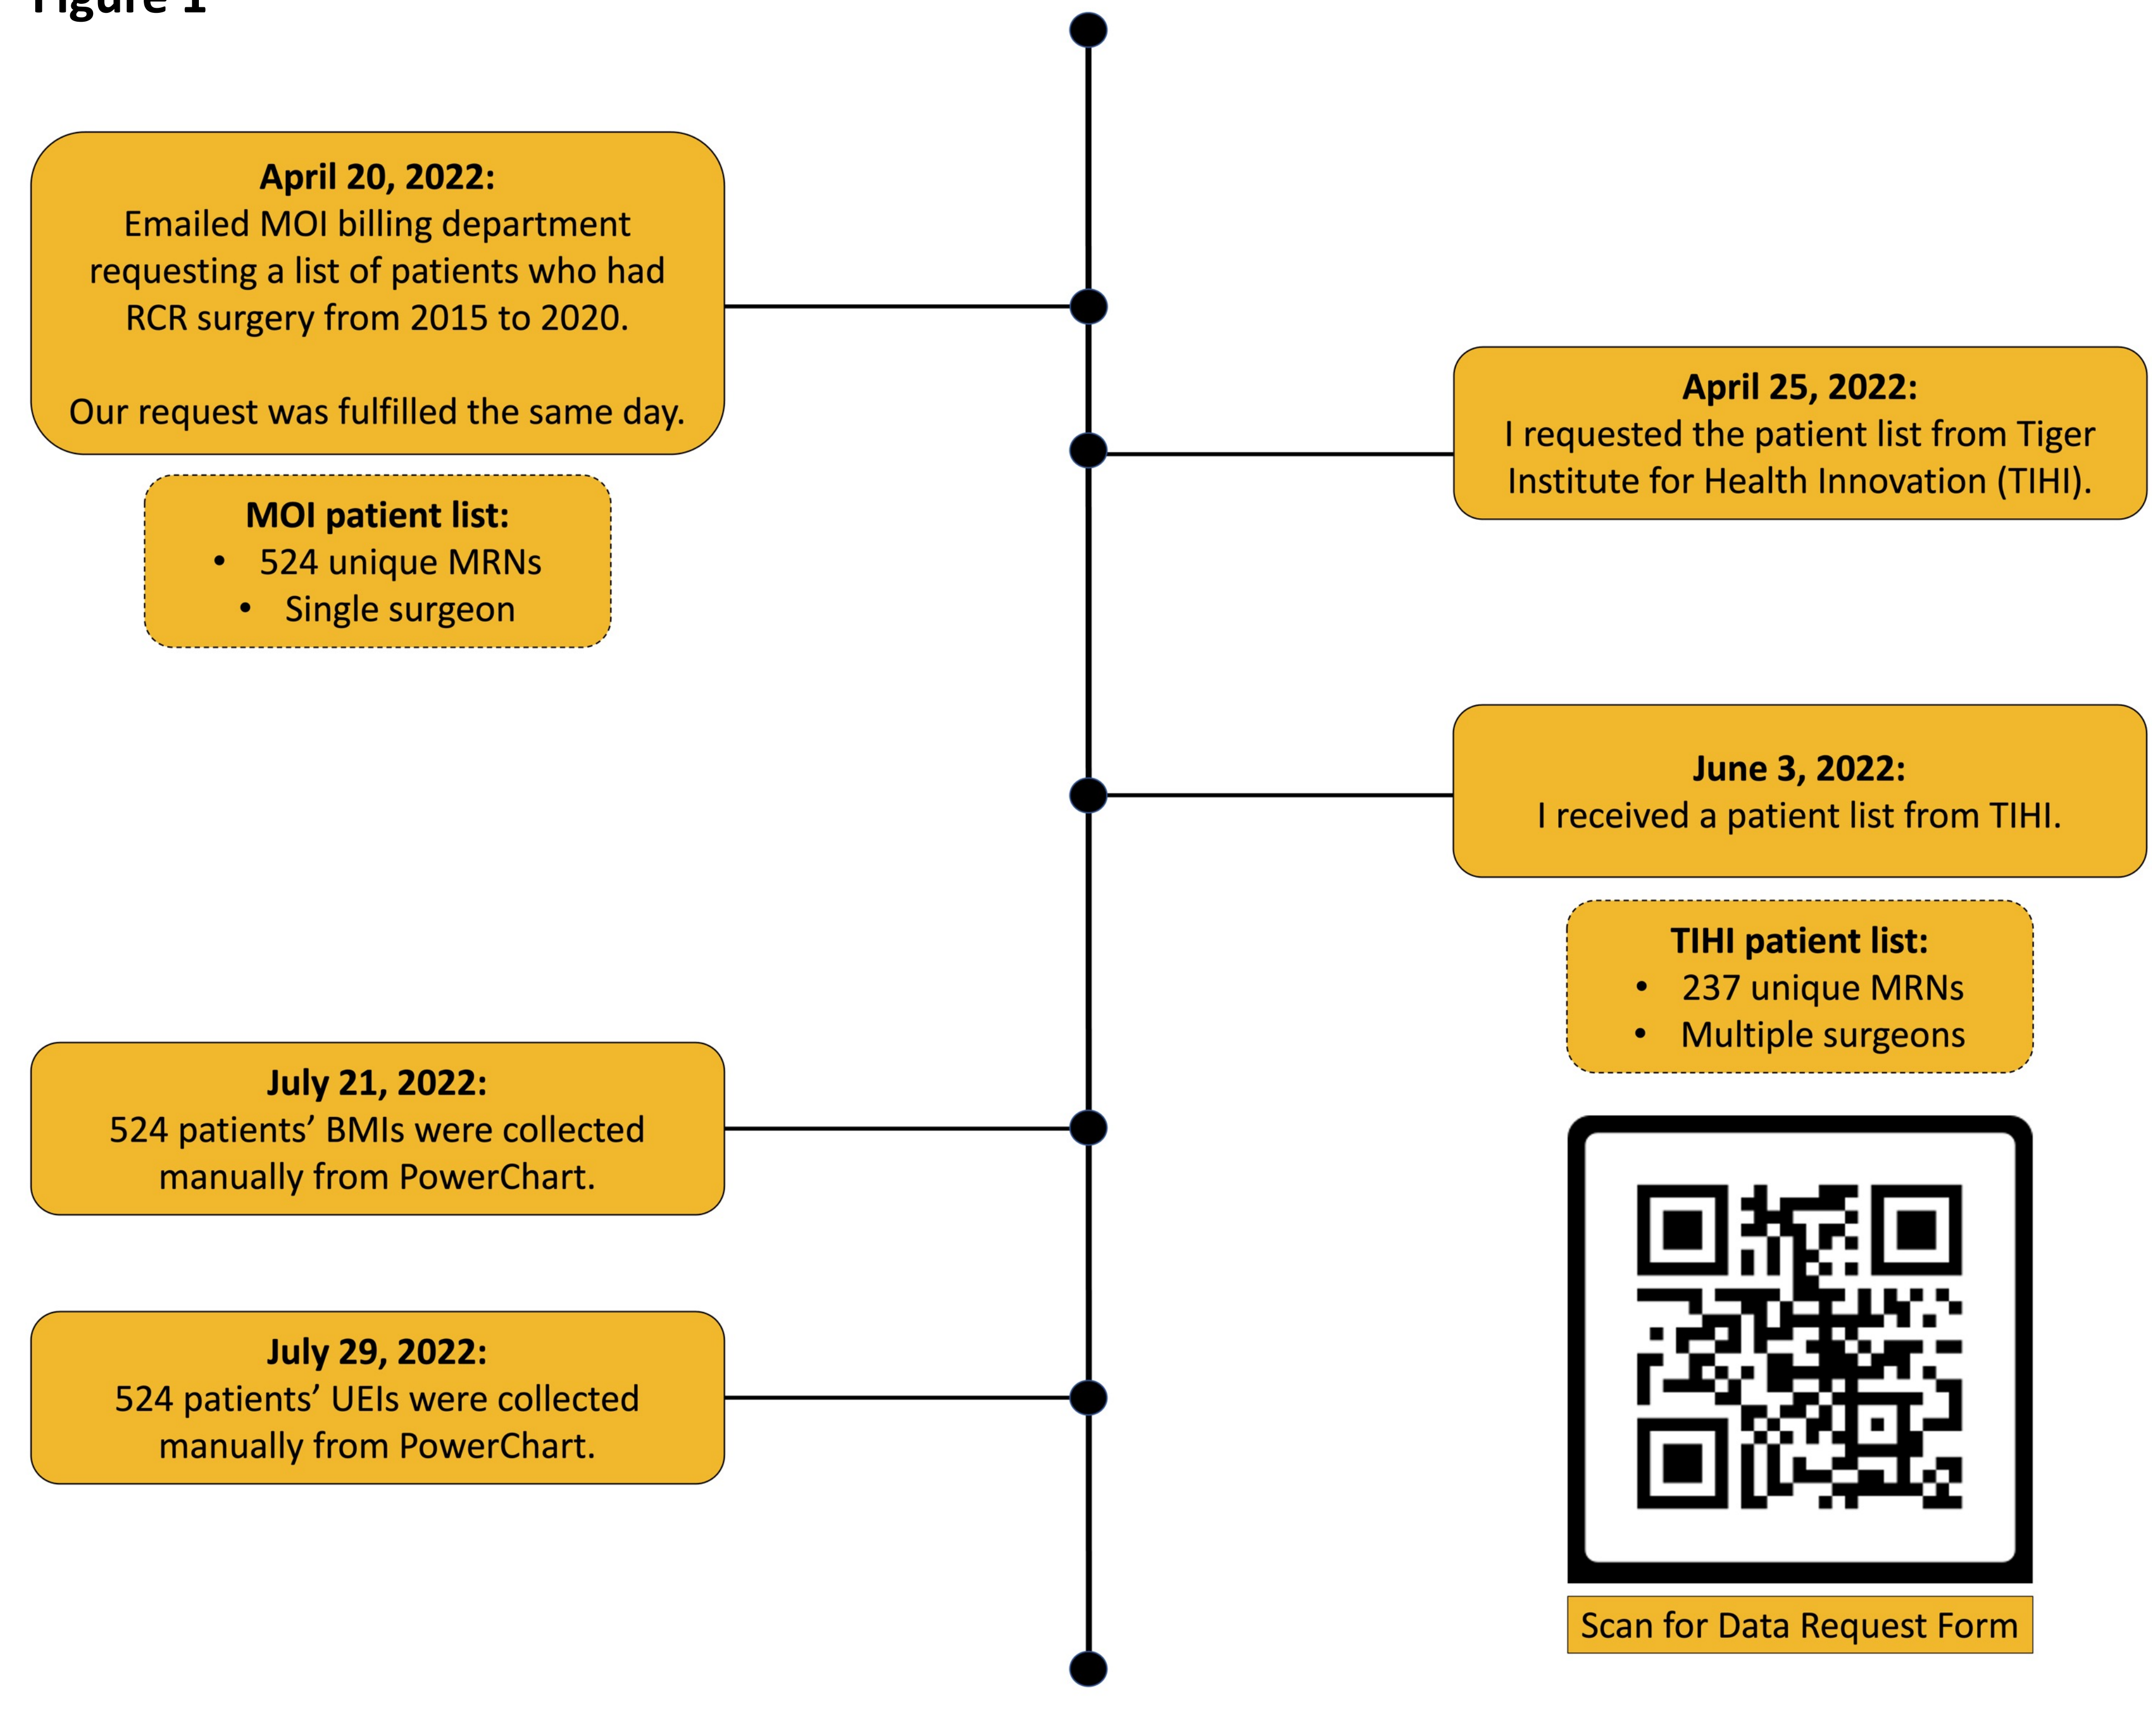 Figure 1
April 20, 2022:
Emailed MOI billing department
requesting a list of patients who had
RCR surgery from 2015 to 2020.
Our request was fulfilled the same day.
MOI patient list:
• 524 unique MRNs
• Single surgeon
April 25, 2022:
I requested the patient list from Tiger
Institute for Health Innovation (TIHI).
June 3, 2022:
I received a patient list from TIHI.
TIHI patient list:
• 237 unique MRNs
• Multiple surgeons
July 21, 2022:
524 patients’ BMIs were collected
manually from PowerChart.
July 29, 2022:
524 patients’ UEIs were collected
manually from PowerChart.
Scan for Data Request Form